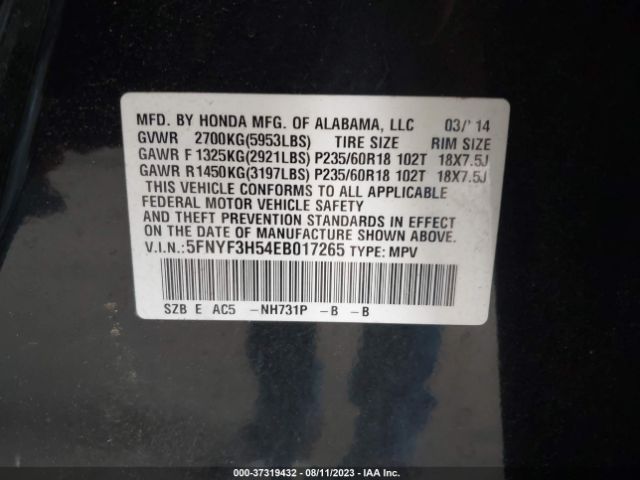 MFD. BY HONDA MFG. OF ALABAMA, LLC 03/'14
GVWR 2700KG(5953LBS) TIRE SIZE RIM SIZE
GAWR F 1325KG(2921LBS) P235/60R18 102T 18X7.5J
GAWR R1450KG(3197LBS) P235/60R18 102T 18X7.5J
THIS VEHICLE CONFORMS TO ALL APPLICABLE
FEDERAL MOTOR VEHICLE SAFETY
AND THEFT PREVENTION STANDARDS IN EFFECT
ON THE DATE OF MANUFACTURE SHOWN ABOVE.
V.I.N.:5FNYF3H54EB017265 TYPE: MPV
SZB E AC5 -NH731P -B -B
000-37319432 - 08/11/2023 - IAA Inc.